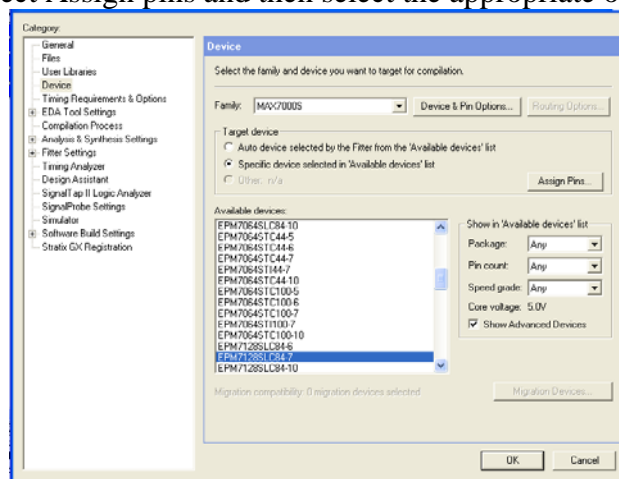 ect Assign pins and then select the appropriate o
Category:
General
Files
User Libraries
Device
Timing Requirements & Options
EDA Tool Settings
Compilation Process
Analysis & Synthesis Settings
Fitter Settings
Timing Analyzer
Design Assistant
SignalTap II Logic Analyzer
SignalProbe Settings
Simulator
Software Build Settings
Stratix GX Registration
Device
Select the family and device you want to target for compilation.
Family: MAX7000S Device & Pin Options... Routing Options...
Target device
Auto device selected by the Fitter from the 'Available devices' list
Specific device selected in 'Available devices' list
Other: n/a
Assign Pins...
Available devices:
EPM7064SLC84-10
EPM7064STC44-5
EPM7064STC44-6
EPM7064STC44-7
EPM7064STI44-7
EPM7064STC44-10
EPM7064STC100-5
EPM7064STC100-6
EPM7064STC100-7
EPM7064STI100-7
EPM7064STC100-10
EPM7128SLC84-6
EPM7128SLC84-7
EPM7128SLC84-10
Show in 'Available devices' list
Package: Any
Pin count: Any
Speed grade: Any
Core voltage: 5.0V
Show Advanced Devices
Migration compatibility: 0 migration devices selected
Migration Devices...
OK Cancel